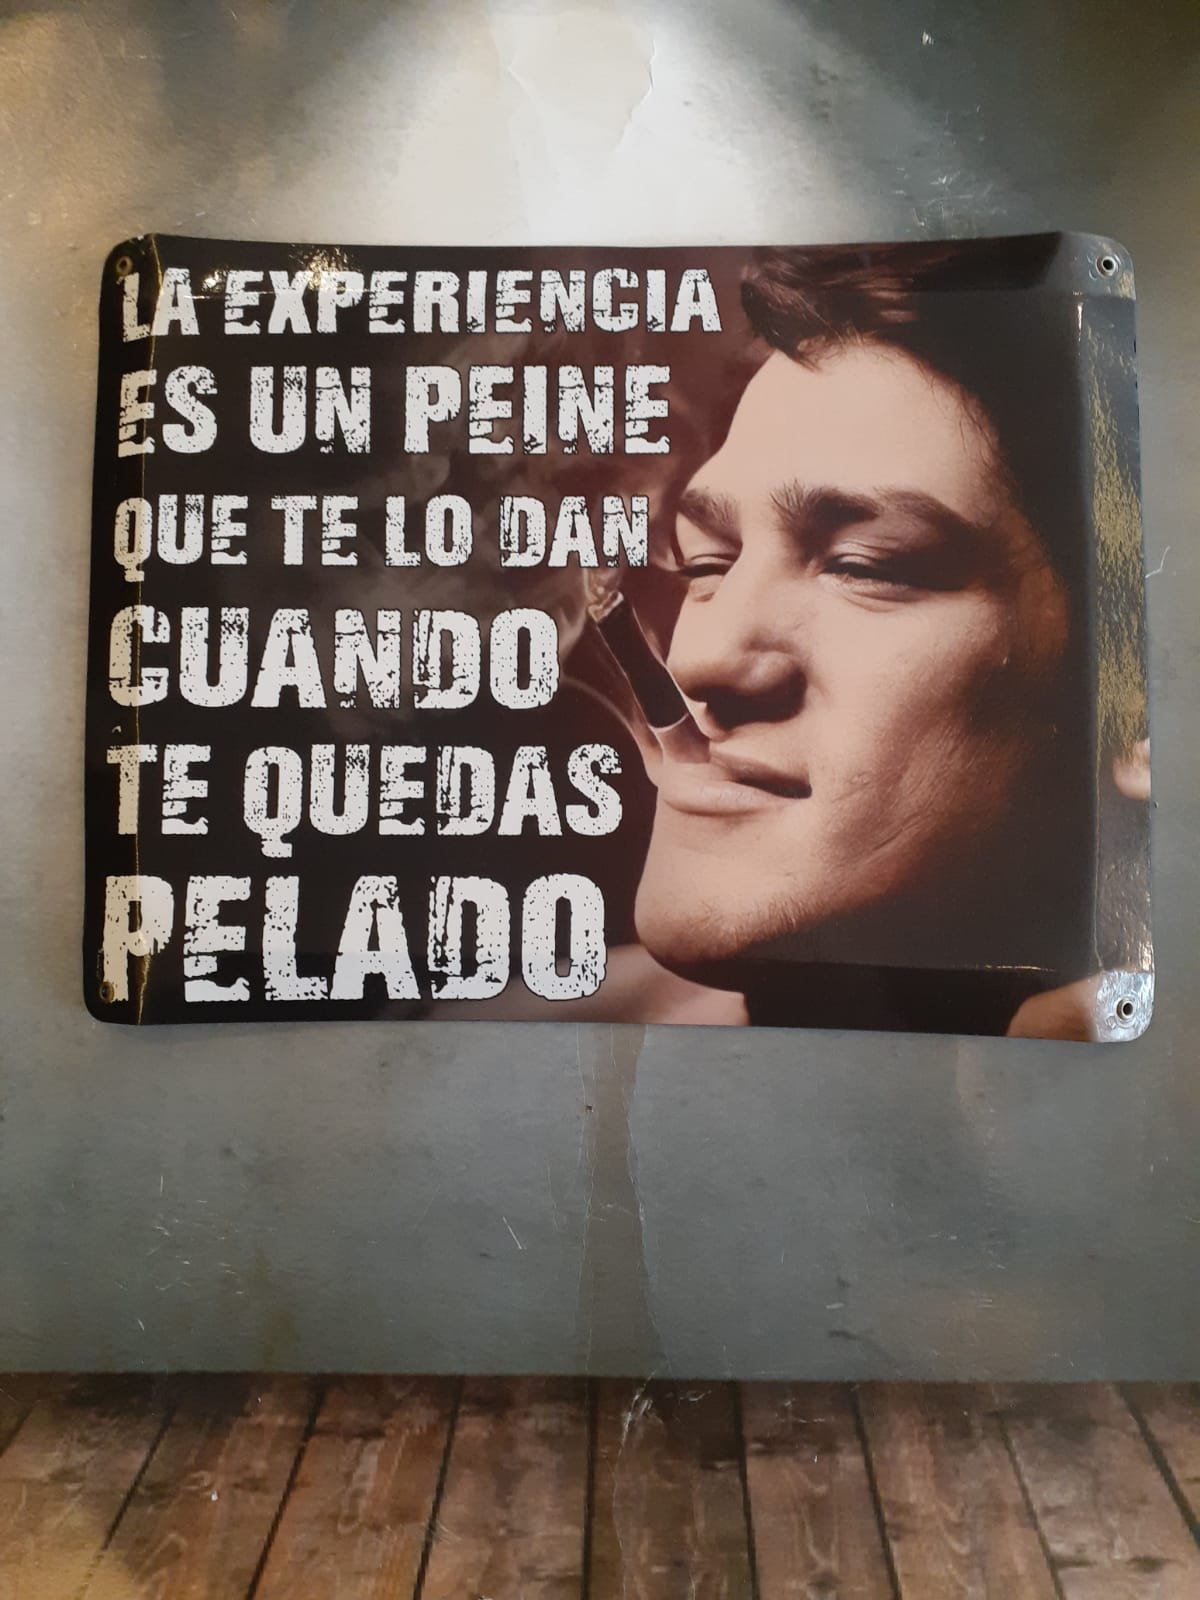 LA EXPERIENCIA
ES UN PEINE
QUE TE LO DAN
CUANDO
TE QUEDAS
PELADO